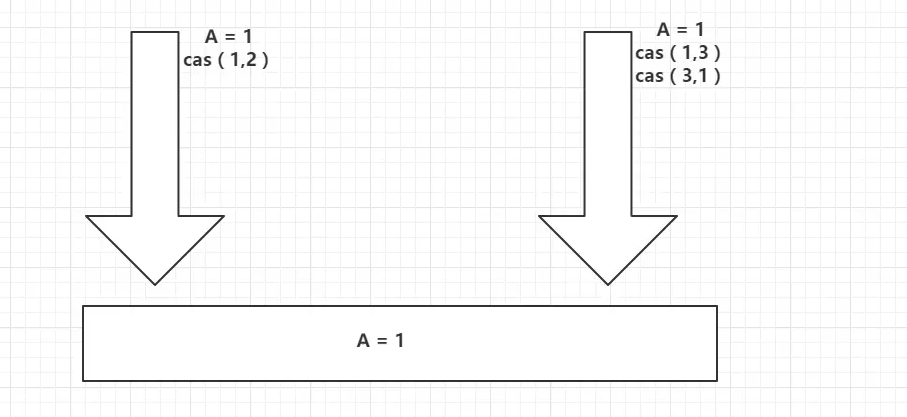 A = 1
cas ( 1,2 )
A = 1
cas ( 1,3 )
cas ( 3,1 )
A = 1